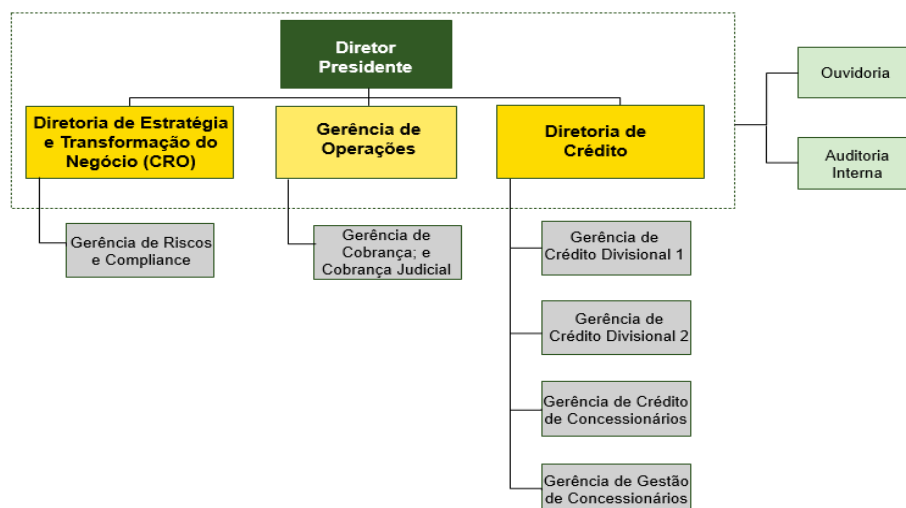 Diretor
Presidente
Ouvidoria
Diretoria de Estratégia
e Transformação do
Negócio (CRO)
Gerência de
Operações
Diretoria de
Crédito
Auditoria
Interna
Gerência de Riscos
e Compliance
Gerência de
Cobrança; e
Cobrança Judicial
Gerência de
Crédito Divisional 1
Gerência de
Crédito Divisional 2
Gerência de Crédito
de Concessionários
Gerência de Gestão
de Concessionários